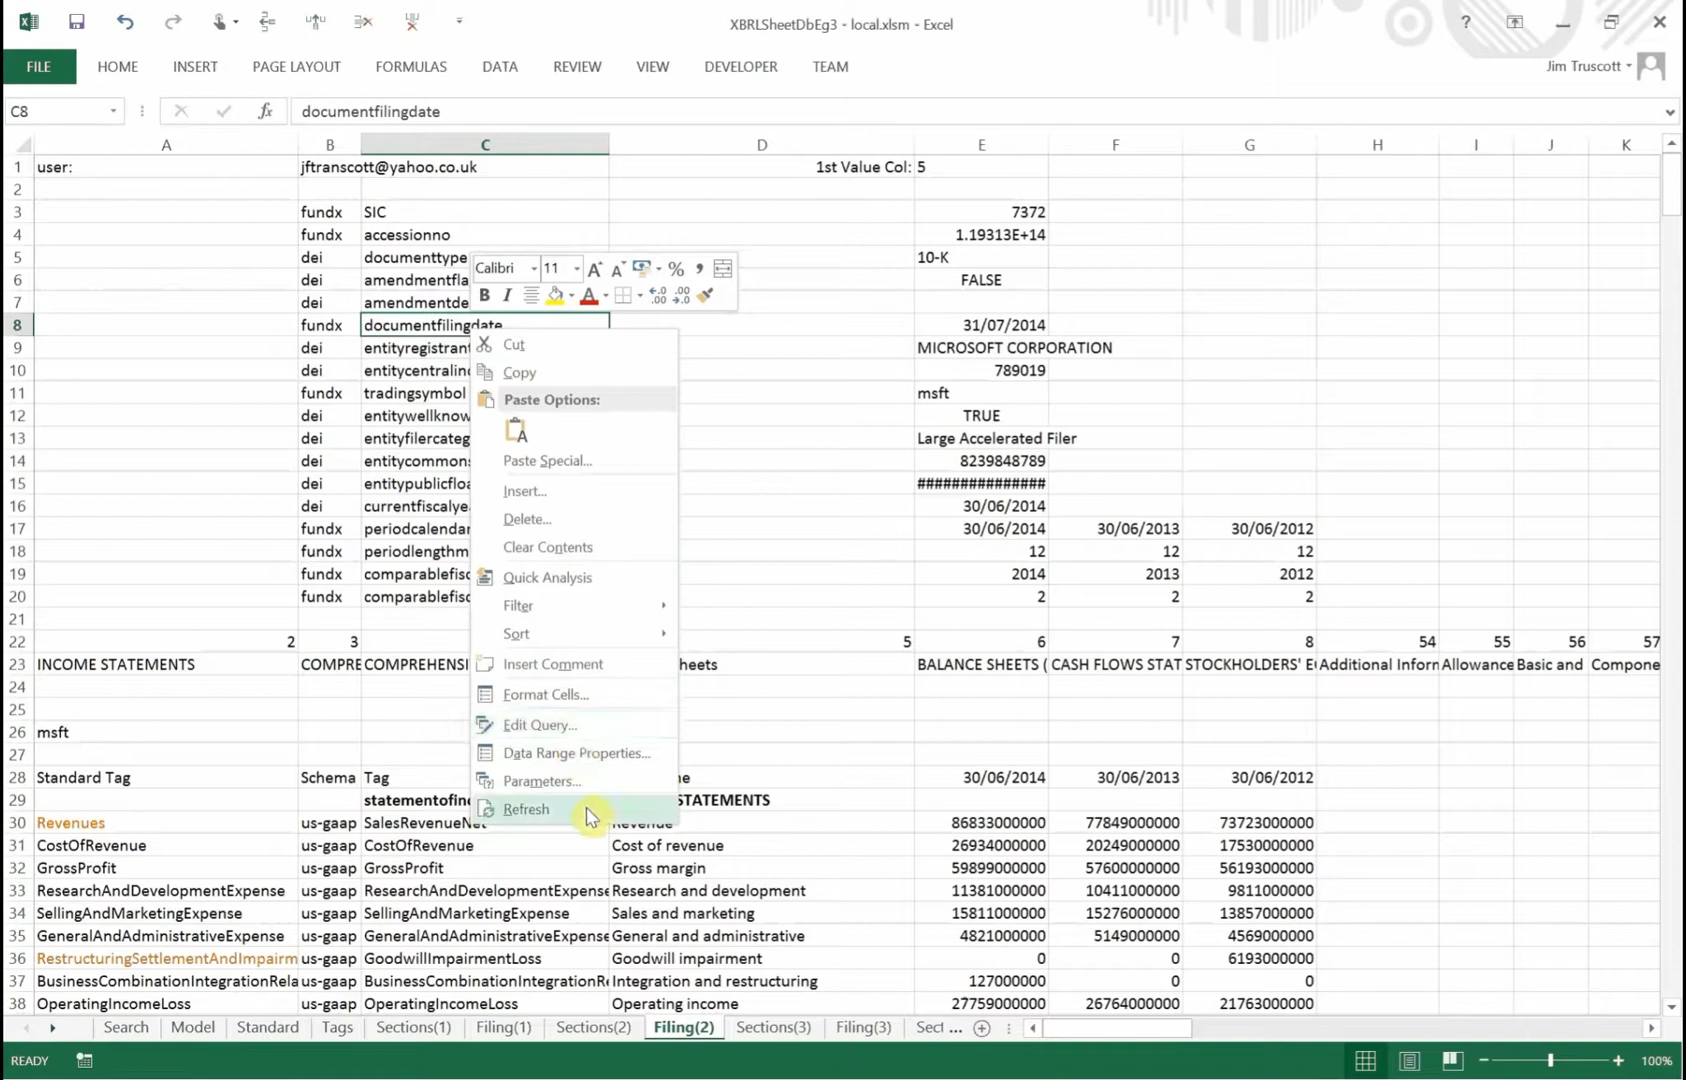 XBRLSheetDbEg3 - local.xlsm - Excel
?
FILE HOME INSERT PAGE LAYOUT FORMULAS DATA REVIEW VIEW DEVELOPER TEAM Jim Truscott
C8 fx documentfilingdate
A B C D E F G H I J K
1 user: jftranscott@yahoo.co.uk 1st Value Col: 5
2
3 fundx SIC 7372
4 fundx accessionno 1.19313E+14
5 dei documenttype 10-K
6 dei amendmentfla FALSE
7 dei amendmentde
Calibri 11 A A % ,
B I A .0 .00
8 fundx documentfilingdate 31/07/2014
9 dei entityregistrant MICROSOFT CORPORATION
10 dei entitycentralind 789019
11 fundx tradingsymbol msft
12 dei entitywellknow TRUE
13 dei entityfilercateg Large Accelerated Filer
14 dei entitycommons 8239848789
15 dei entitypublicfloa ###############
16 dei currentfiscalye 30/06/2014
17 fundx periodcalendar 30/06/2014 30/06/2013 30/06/2012
18 fundx periodlengthm 12 12 12
19 fundx comparablefisc 2014 2013 2012
20 fundx comparablefisc 2 2 2
21
22 2 3 5 6 7 8 54 55 56 57
23 INCOME STATEMENTS COMPRE COMPREHENSI heets BALANCE SHEETS ( CASH FLOWS STAT STOCKHOLDERS' E Additional Inforn Allowance Basic and Compone
24
25
26 msft
27
28 Standard Tag Schema Tag ne 30/06/2014 30/06/2013 30/06/2012
29 statementofinc STATEMENTS
30 Revenues us-gaap SalesRevenueNet Revenue 86833000000 77849000000 73723000000
31 CostOfRevenue us-gaap CostOfRevenue Cost of revenue 26934000000 20249000000 17530000000
32 GrossProfit us-gaap GrossProfit Gross margin 59899000000 57600000000 56193000000
33 ResearchAndDevelopmentExpense us-gaap ResearchAndDevelopmentExpense Research and development 11381000000 10411000000 9811000000
34 SellingAndMarketingExpense us-gaap SellingAndMarketingExpense Sales and marketing 15811000000 15276000000 13857000000
35 GeneralAndAdministrativeExpense us-gaap GeneralAndAdministrativeExpense General and administrative 4821000000 5149000000 4569000000
36 RestructuringSettlementAndImpairm us-gaap GoodwillImpairmentLoss Goodwill impairment 0 0 6193000000
37 BusinessCombinationIntegrationRela us-gaap BusinessCombinationIntegrationRe Integration and restructuring 127000000 0 0
38 OperatingIncomeLoss us-gaap OperatingIncomeLoss Operating income 27759000000 26764000000 21763000000
Cut
Copy
Paste Options:
Paste Special...
Insert...
Delete...
Clear Contents
Quick Analysis
Filter
Sort
Insert Comment
Format Cells...
Edit Query...
Data Range Properties...
Parameters...
Refresh
Search Model Standard Tags Sections(1) Filing(1) Sections(2) Filing(2) Sections(3) Filing(3) Sect ...
READY 100%